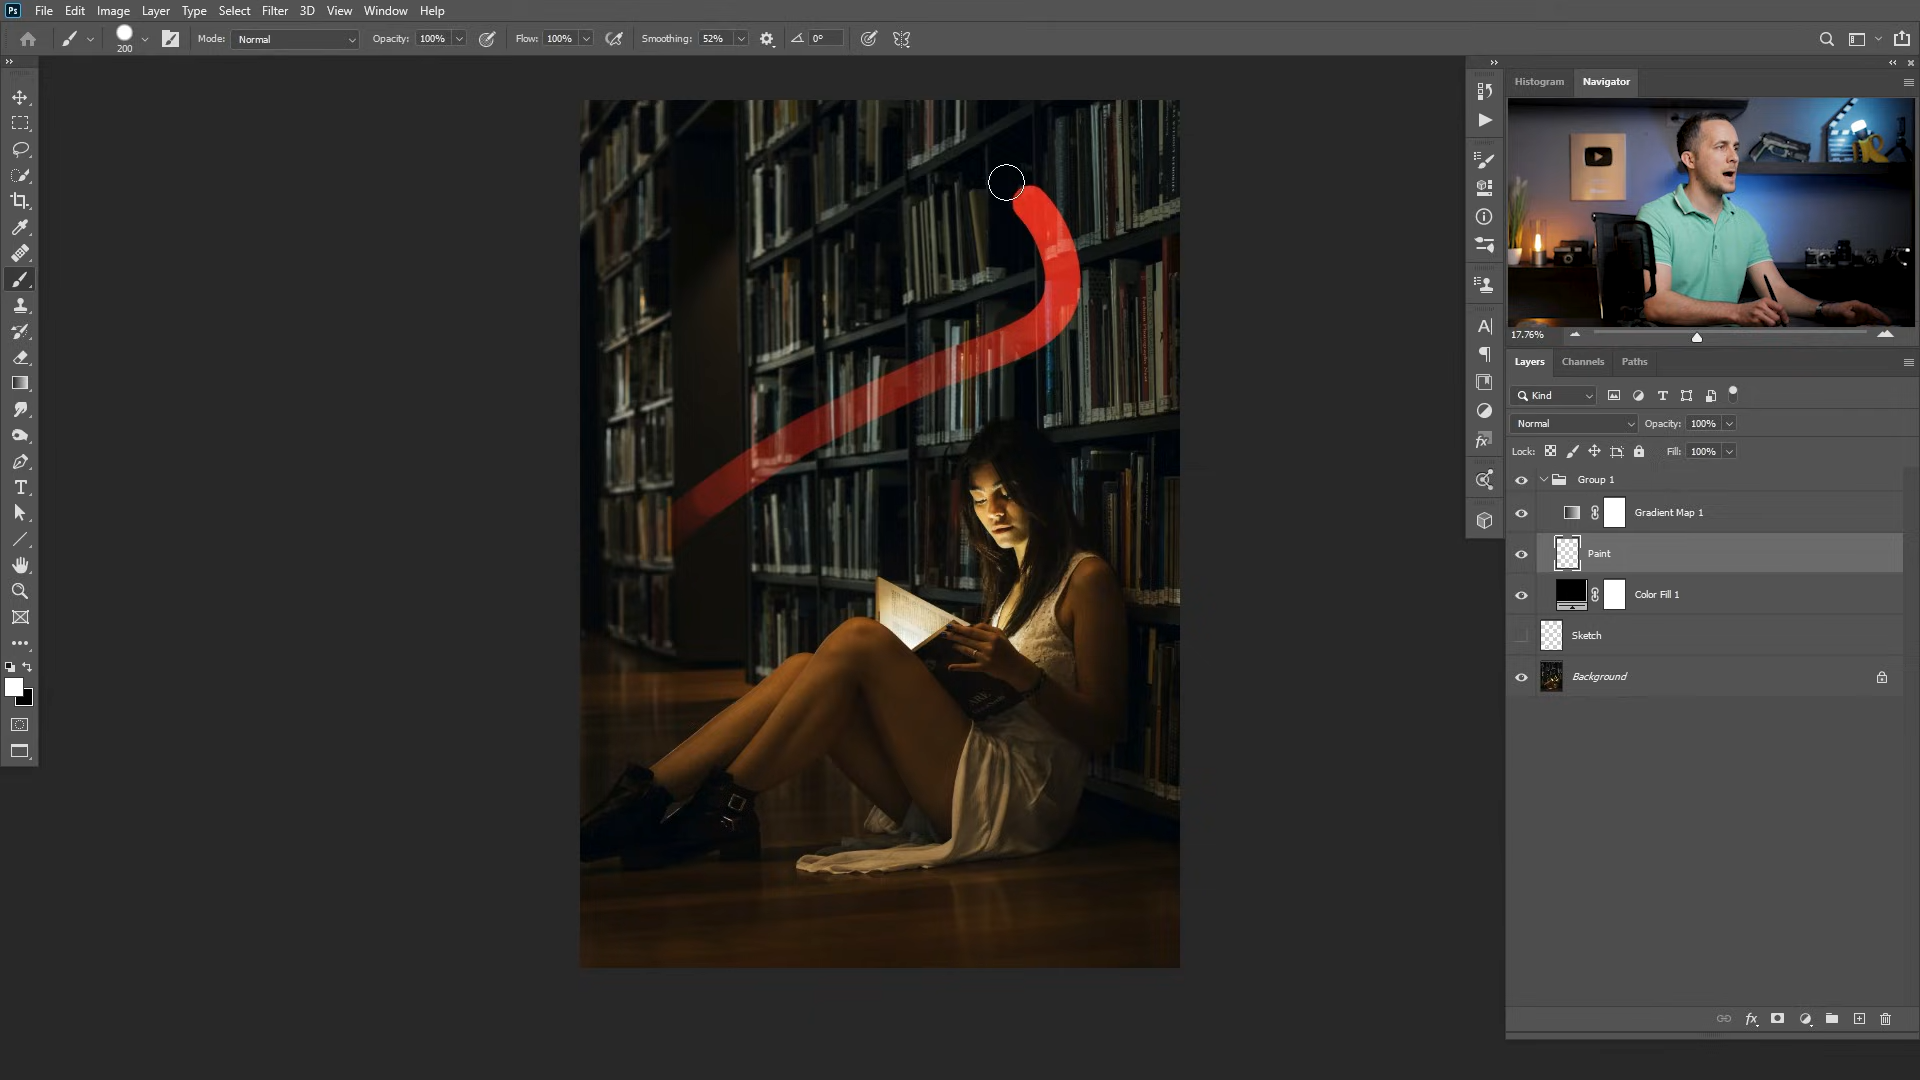 Ps File Edit Image Layer Type Select Filter 3D View Window Help
200 Mode: Normal Opacity: 100% Flow: 100% Smoothing: 52% 0°
Histogram Navigator
17.76%
Layers Channels Paths
Kind
Normal Opacity: 100%
Lock: Fill: 100%
Group 1
Gradient Map 1
Paint
Color Fill 1
Sketch
Background